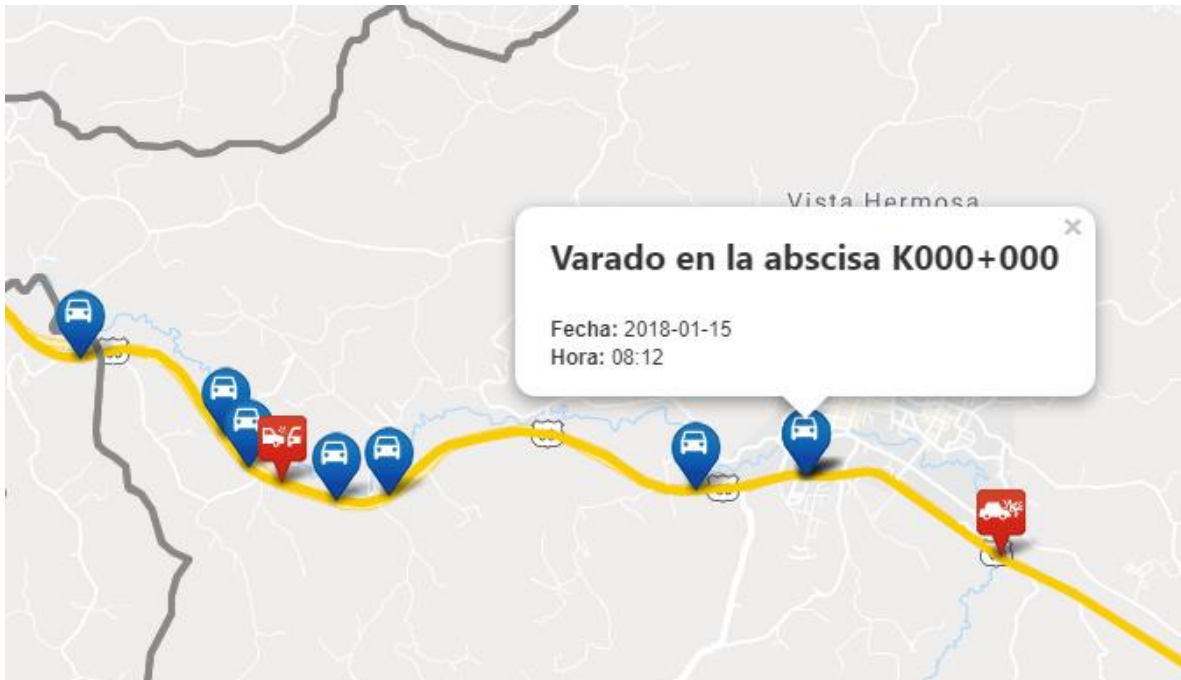 Vista Hermosa
×
Varado en la abscisa K000+000
Fecha: 2018-01-15
Hora: 08:12